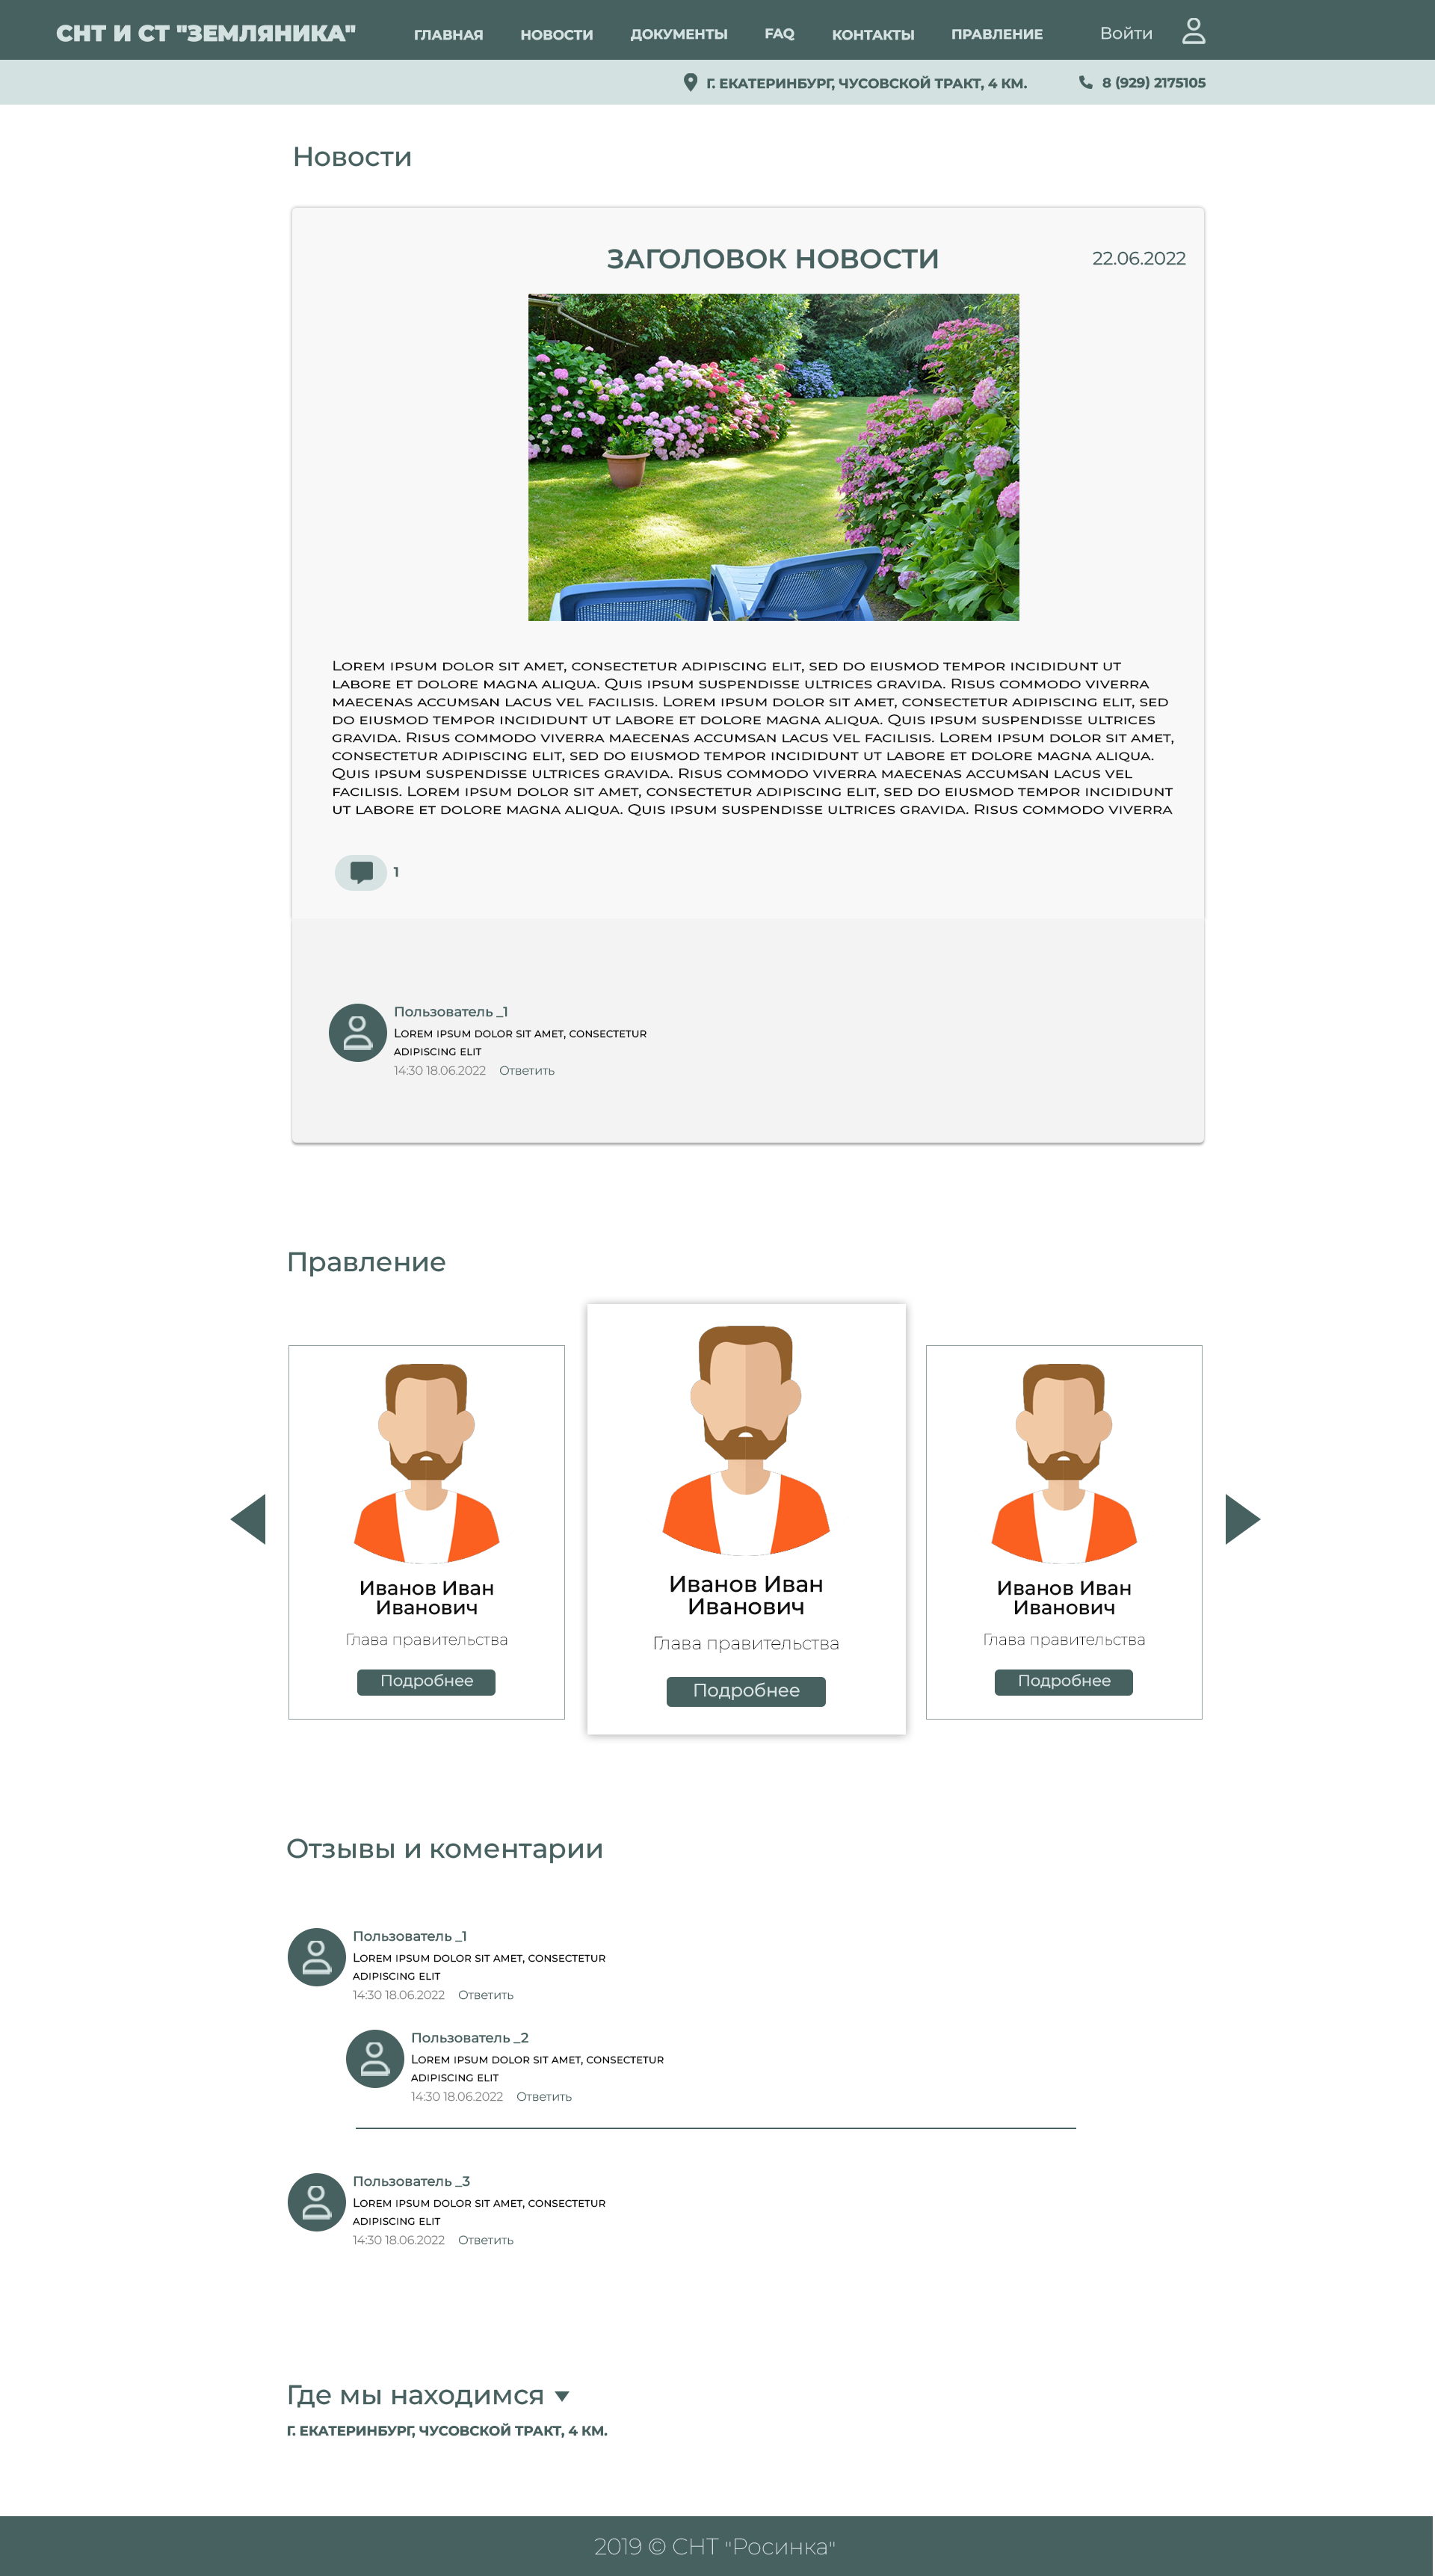 СНТ И СТ "ЗЕМЛЯНИКА"
ГЛАВНАЯ НОВОСТИ ДОКУМЕНТЫ FAQ КОНТАКТЫ ПРАВЛЕНИЕ Войти
Г. ЕКАТЕРИНБУРГ, ЧУСОВСКОЙ ТРАКТ, 4 КМ. 8 (929) 2175105
Новости
ЗАГОЛОВОК НОВОСТИ
22.06.2022
Lorem ipsum dolor sit amet, consectetur adipiscing elit, sed do eiusmod tempor incididunt ut
labore et dolore magna aliqua. Quis ipsum suspendisse ultrices gravida. Risus commodo viverra
maecenas accumsan lacus vel facilisis. Lorem ipsum dolor sit amet, consectetur adipiscing elit, sed
do eiusmod tempor incididunt ut labore et dolore magna aliqua. Quis ipsum suspendisse ultrices
gravida. Risus commodo viverra maecenas accumsan lacus vel facilisis. Lorem ipsum dolor sit amet,
consectetur adipiscing elit, sed do eiusmod tempor incididunt ut labore et dolore magna aliqua.
Quis ipsum suspendisse ultrices gravida. Risus commodo viverra maecenas accumsan lacus vel
facilisis. Lorem ipsum dolor sit amet, consectetur adipiscing elit, sed do eiusmod tempor incididunt
ut labore et dolore magna aliqua. Quis ipsum suspendisse ultrices gravida. Risus commodo viverra
1
Пользователь _1
Lorem ipsum dolor sit amet, consectetur
adipiscing elit
14:30 18.06.2022 Ответить
Правление
Иванов Иван
Иванович
Глава правительства
Подробнее
Иванов Иван
Иванович
Глава правительства
Подробнее
Иванов Иван
Иванович
Глава правительства
Подробнее
Отзывы и коментарии
Пользователь _1
Lorem ipsum dolor sit amet, consectetur
adipiscing elit
14:30 18.06.2022 Ответить
Пользователь _2
Lorem ipsum dolor sit amet, consectetur
adipiscing elit
14:30 18.06.2022 Ответить
Пользователь _3
Lorem ipsum dolor sit amet, consectetur
adipiscing elit
14:30 18.06.2022 Ответить
Где мы находимся
Г. ЕКАТЕРИНБУРГ, ЧУСОВСКОЙ ТРАКТ, 4 КМ.
2019 © СНТ "Росинка"